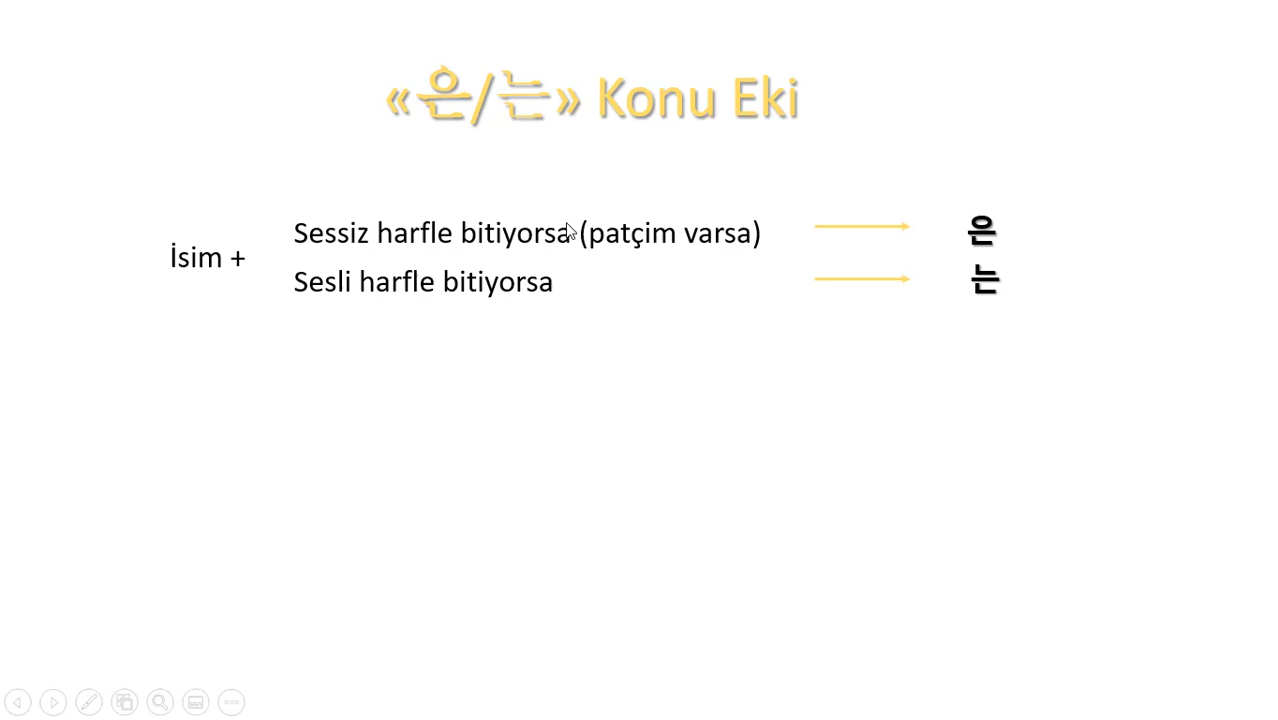 «은/는» Konu Eki
Sessiz harfle bitiyorsa (patçim varsa) 은
İsim +
Sesli harfle bitiyorsa 는